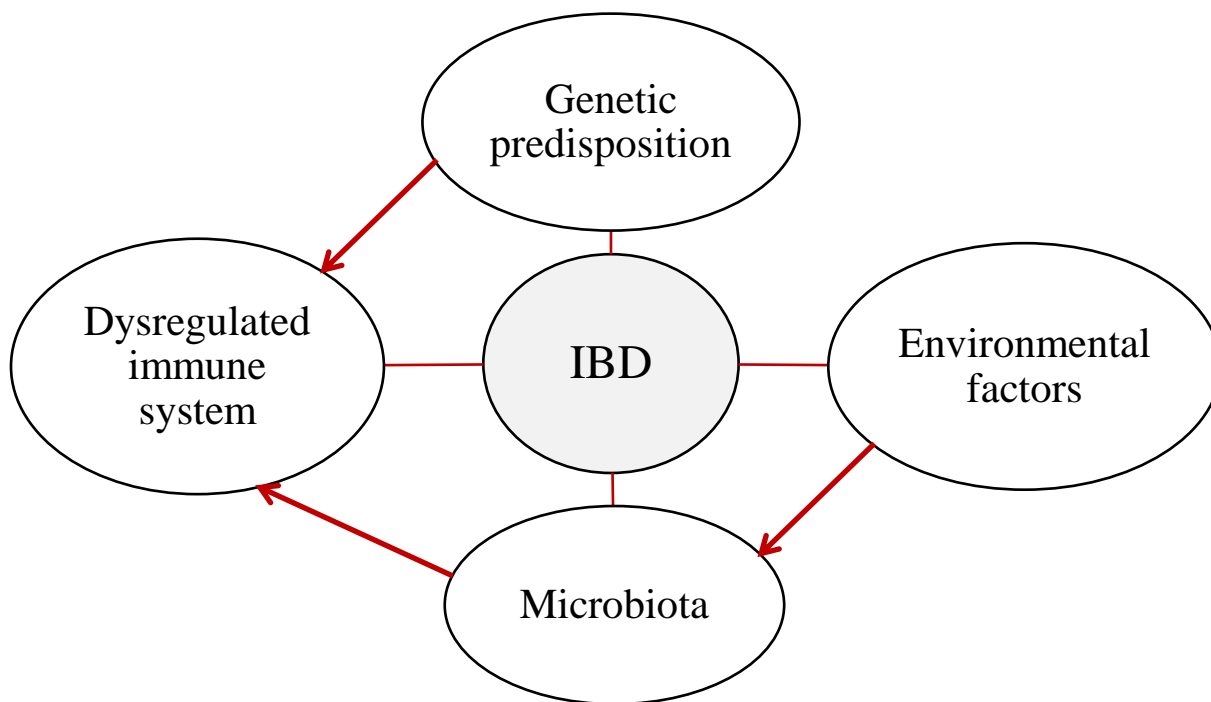 Genetic
predisposition
Dysregulated
immune
system
IBD
Environmental
factors
Microbiota